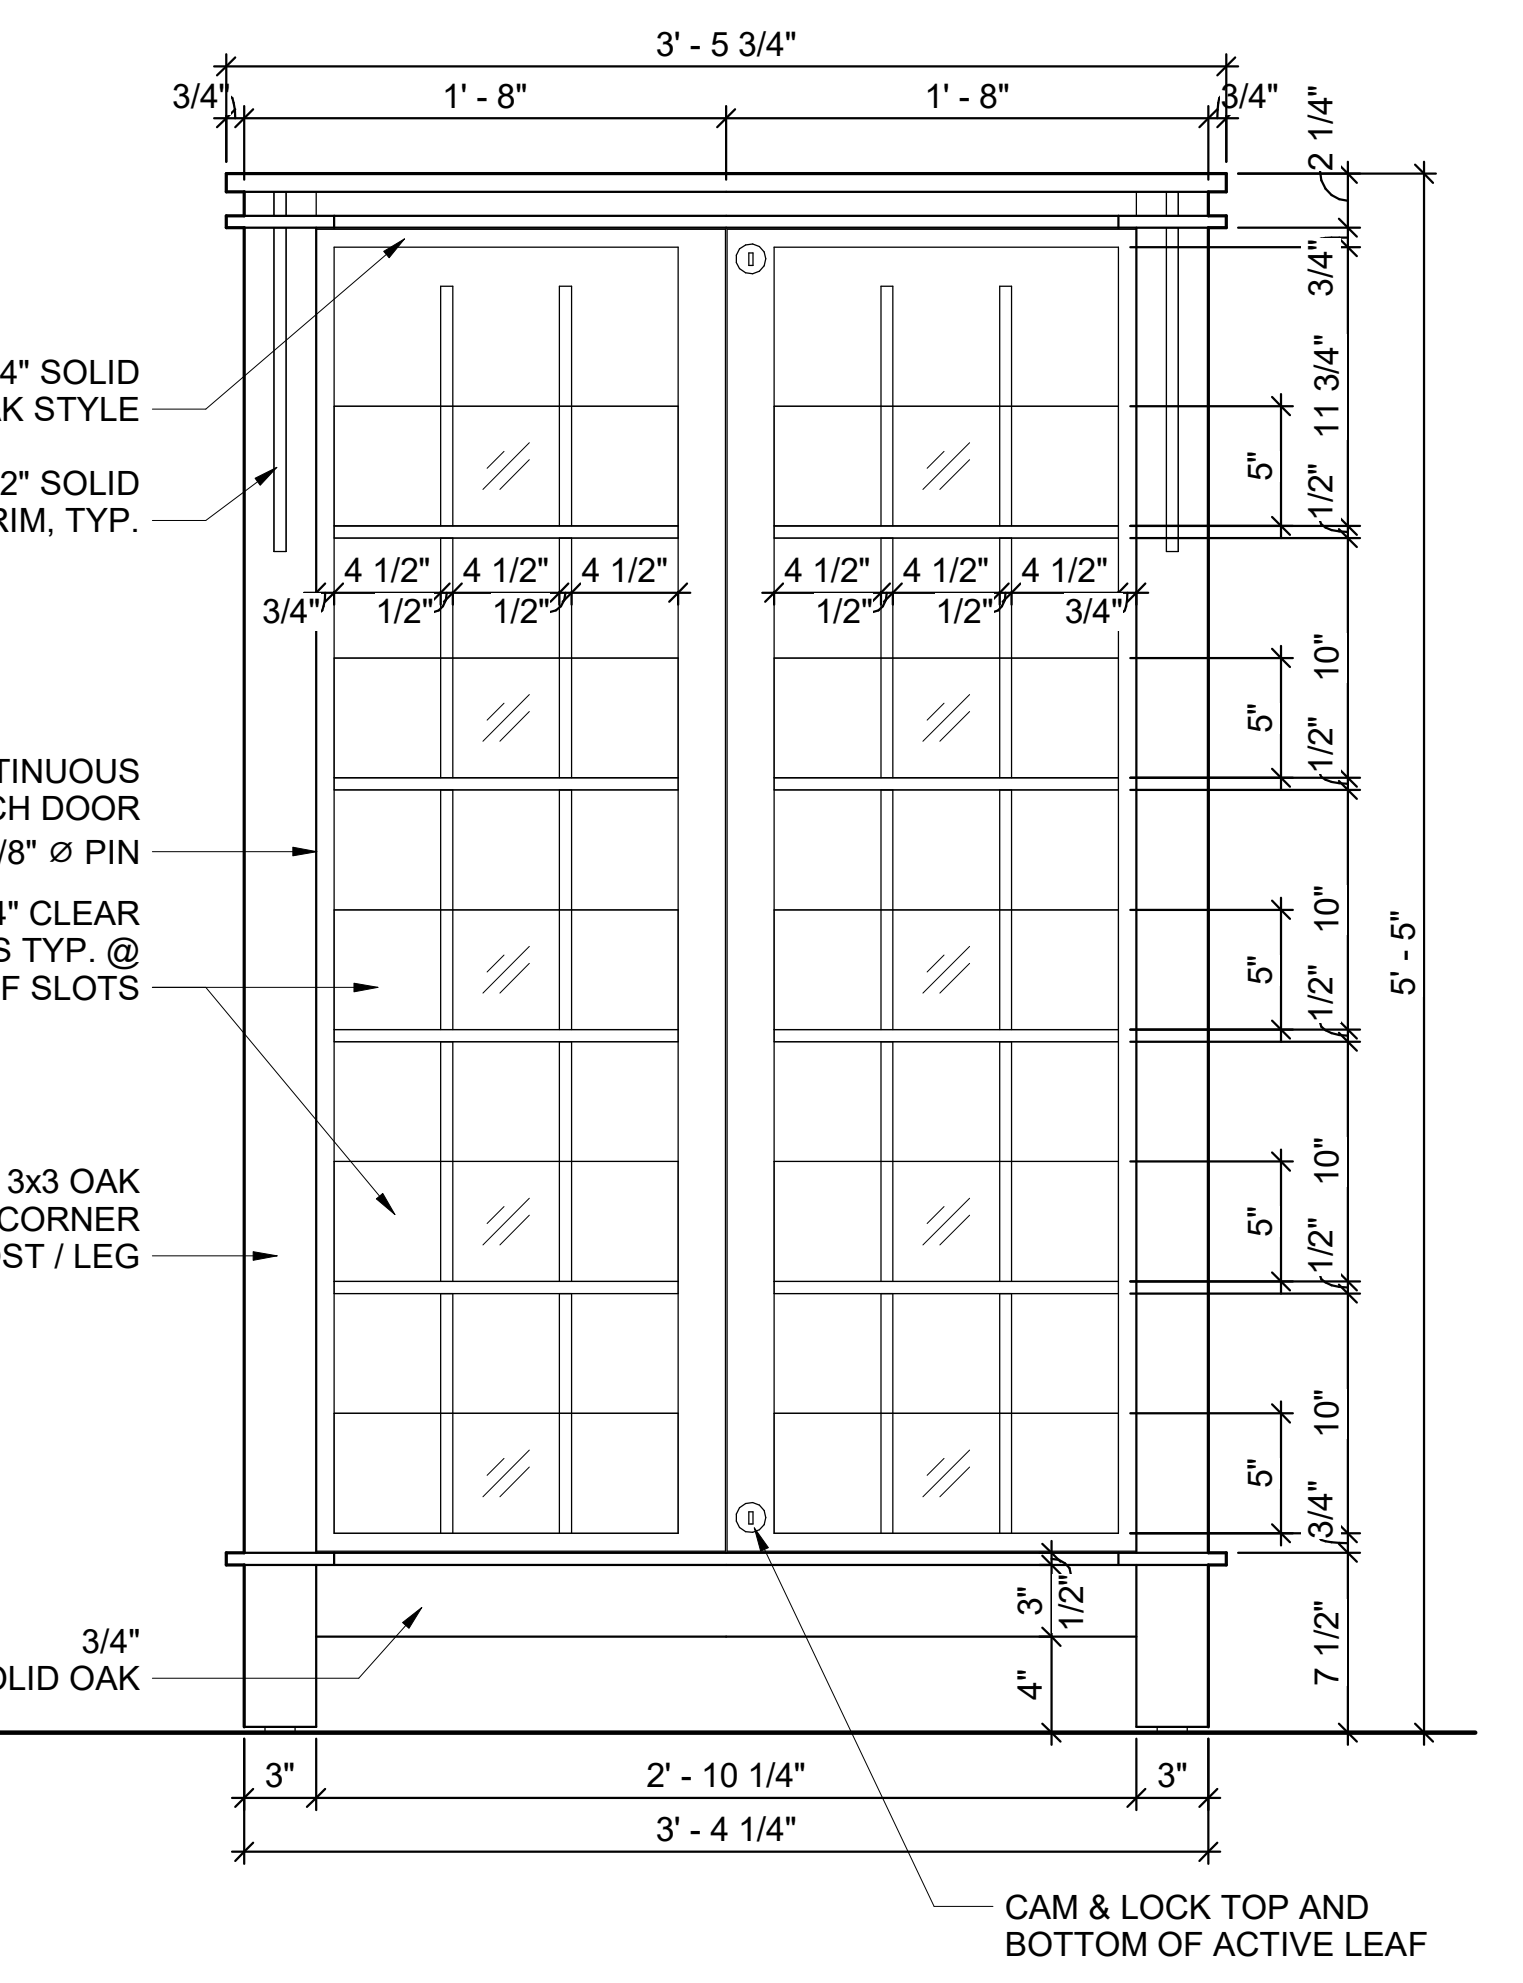 3' - 5 3/4"
3/4"
1' - 8"
1' - 8"
3/4"
2 1/4"
3/4"
4" SOLID
AK STYLE
11 3/4"
5"
1/2"
2" SOLID
RIM, TYP.
4 1/2"
4 1/2"
4 1/2"
4 1/2"
4 1/2"
4 1/2"
3/4"
1/2"
1/2"
1/2"
1/2"
3/4"
10"
5"
1/2"
TINUOUS
CH DOOR
/8" Ø PIN
10"
5' - 5"
4" CLEAR
S TYP. @
F SLOTS
5"
1/2"
10"
3x3 OAK
CORNER
OST / LEG
5"
1/2"
10"
5"
3/4"
3"
1/2"
3/4"
OLID OAK
4"
7 1/2"
3"
2' - 10 1/4"
3"
3' - 4 1/4"
CAM & LOCK TOP AND
BOTTOM OF ACTIVE LEAF